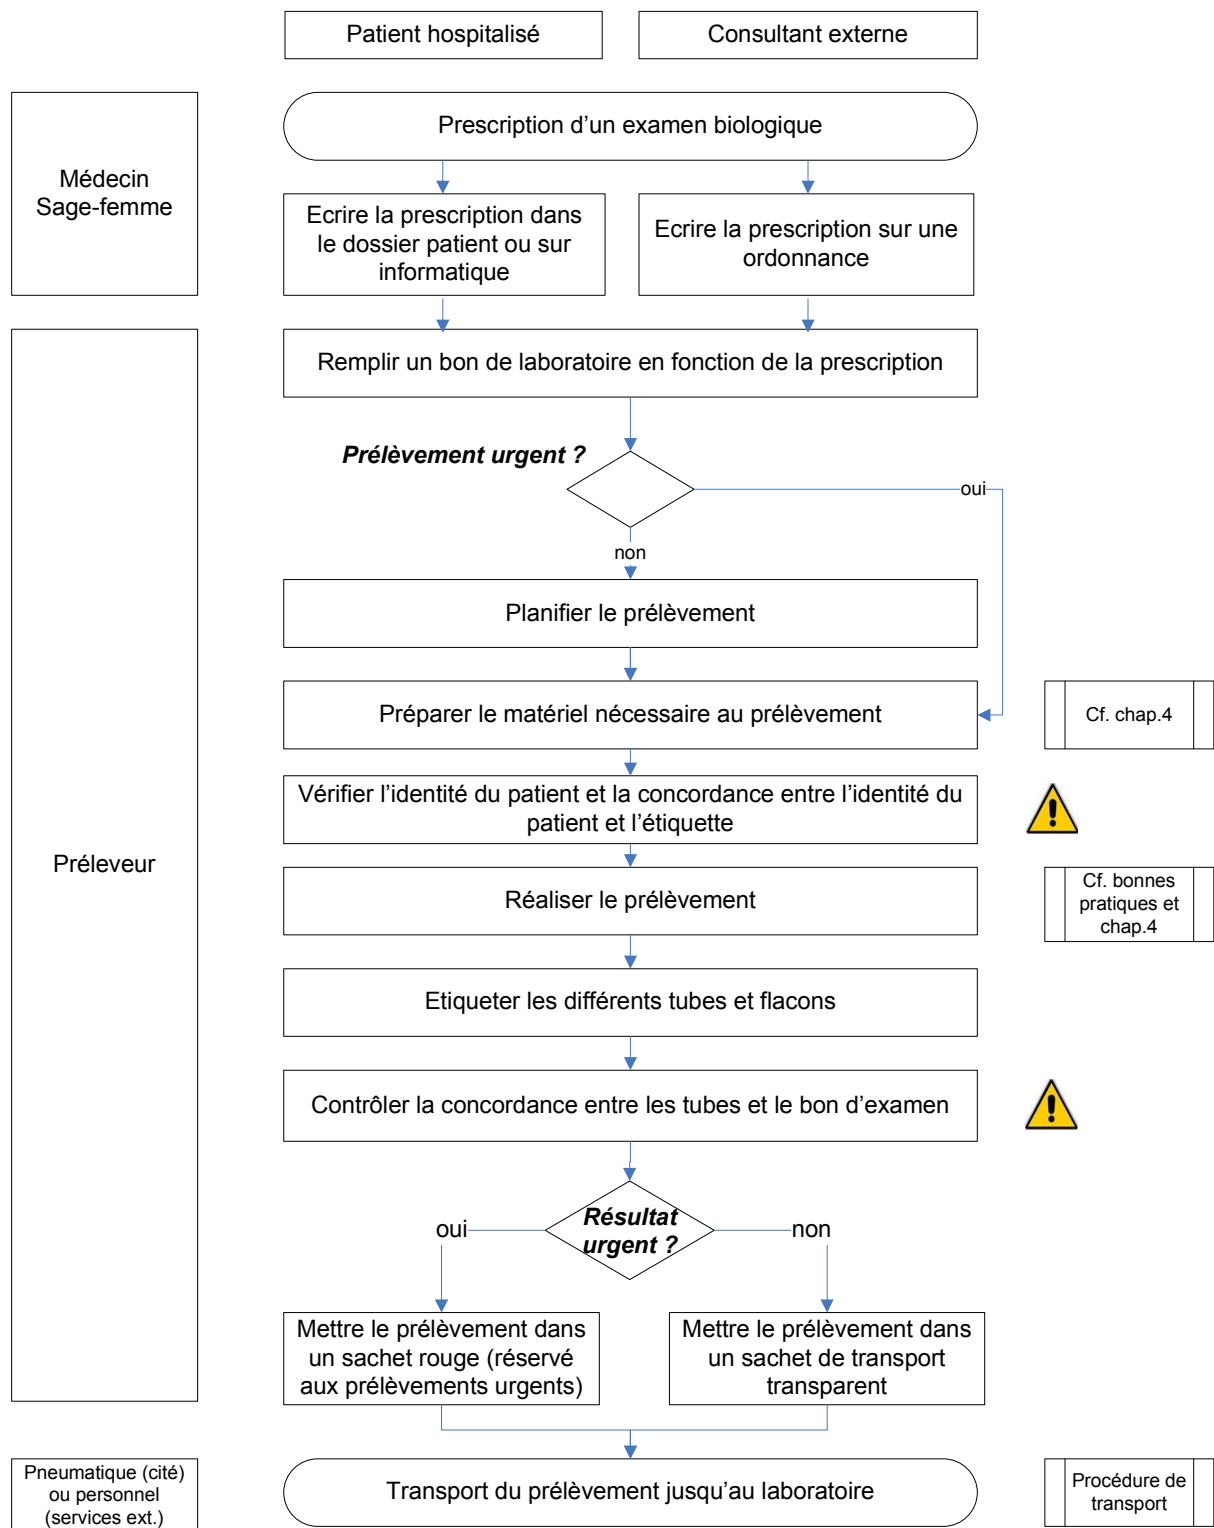 Patient hospitalisé
Consultant externe
Prescription d’un examen biologique
Médecin
Sage-femme
Ecrire la prescription dans
le dossier patient ou sur
informatique
Ecrire la prescription sur une
ordonnance
Remplir un bon de laboratoire en fonction de la prescription
Prélèvement urgent ?
oui
non
Planifier le prélèvement
Préparer le matériel nécessaire au prélèvement
Cf. chap.4
Vérifier l’identité du patient et la concordance entre l’identité du
patient et l’étiquette
Préleveur
Réaliser le prélèvement
Cf. bonnes
pratiques et
chap.4
Etiqueter les différents tubes et flacons
Contrôler la concordance entre les tubes et le bon d’examen
Résultat
urgent ?
oui
non
Mettre le prélèvement dans
un sachet rouge (réservé
aux prélèvements urgents)
Mettre le prélèvement dans
un sachet de transport
transparent
Pneumatique (cité)
ou personnel
(services ext.)
Transport du prélèvement jusqu’au laboratoire
Procédure de
transport